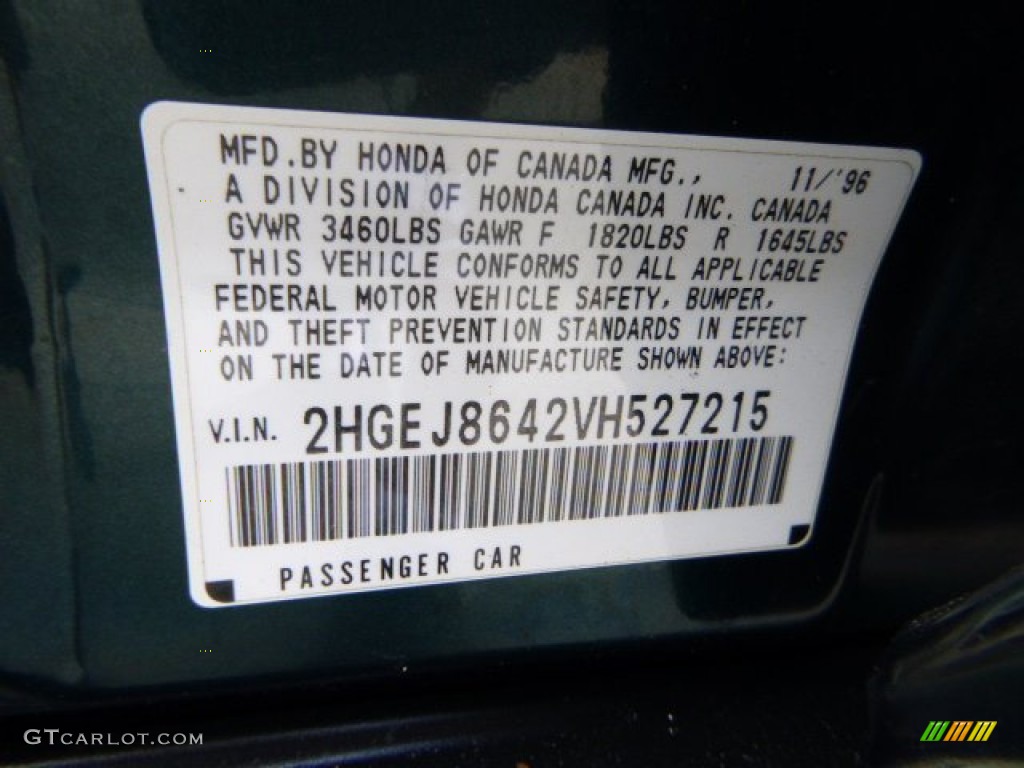 MFD.BY HONDA OF CANADA MFG., 11/'96
A DIVISION OF HONDA CANADA INC. CANADA
GVWR 3460LBS GAWR F 1820LBS R 1645LBS
THIS VEHICLE CONFORMS TO ALL APPLICABLE
FEDERAL MOTOR VEHICLE SAFETY, BUMPER,
AND THEFT PREVENTION STANDARDS IN EFFECT
ON THE DATE OF MANUFACTURE SHOWN ABOVE:
V.I.N. 2HGEJ8642VH527215
PASSENGER CAR
GTCARLOT.COM